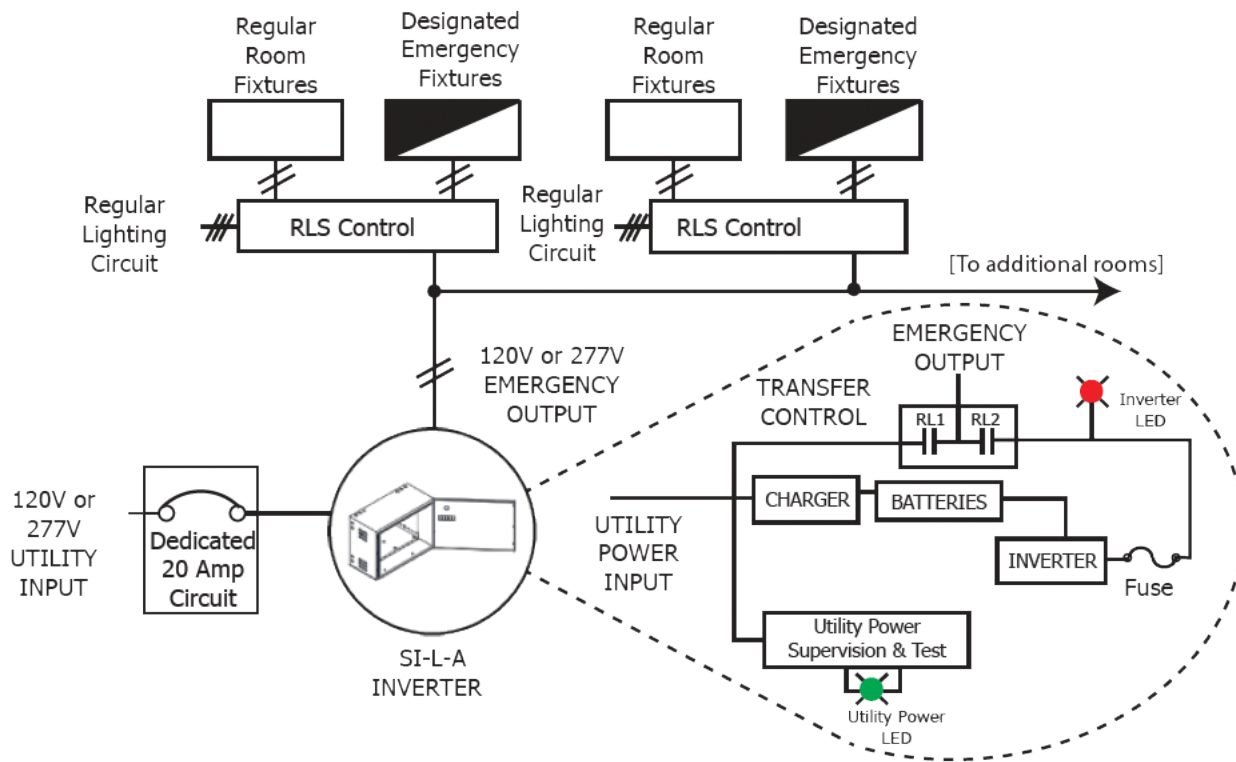 Regular
Room
Fixtures
Designated
Emergency
Fixtures
Regular
Room
Fixtures
Designated
Emergency
Fixtures
Regular
Lighting
Circuit
RLS Control
Regular
Lighting
Circuit
RLS Control
[To additional rooms]
120V or 277V
EMERGENCY
OUTPUT
EMERGENCY
OUTPUT
TRANSFER
CONTROL
RL1
RL2
Inverter
LED
120V or
277V
UTILITY
INPUT
Dedicated
20 Amp
Circuit
SI-L-A
INVERTER
UTILITY
POWER
INPUT
CHARGER
BATTERIES
INVERTER
Fuse
Utility Power
Supervision & Test
Utility Power
LED